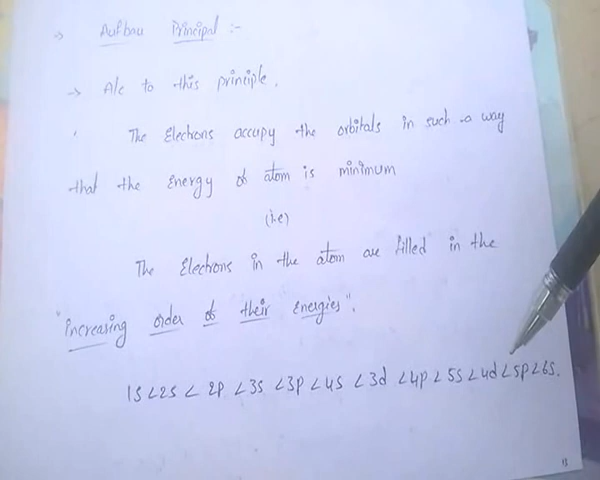 -> Aufbau Principal :-
-> A/c to this principle.
The Electrons occupy the orbitals in such a way
that the Energy of atom is minimum
(i.e)
The Electrons in the atom are filled in the
"increasing order of their Energies".
1s<2s< 2p <3s <3p <4s <3d <4p <5s <4d <5p <6s.
13